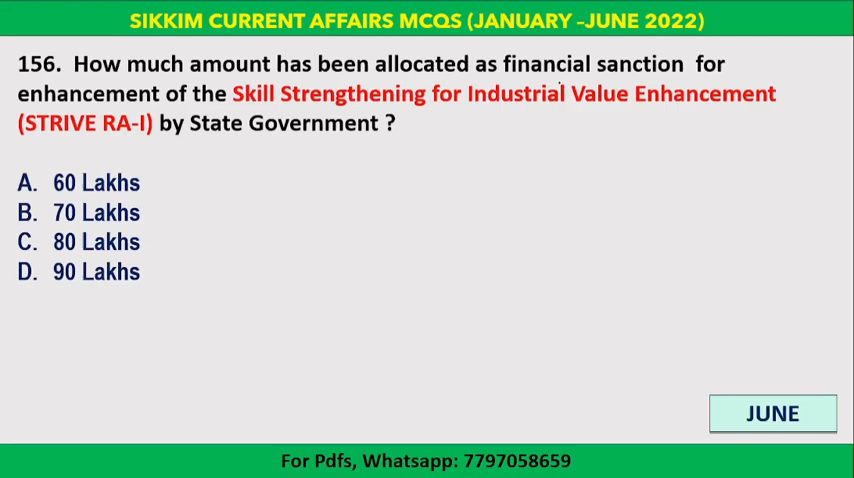 SIKKIM CURRENT AFFAIRS MCQS (JANUARY –JUNE 2022)
156. How much amount has been allocated as financial sanction for
enhancement of the Skill Strengthening for Industrial Value Enhancement
(STRIVE RA-I) by State Government ?
A. 60 Lakhs
B. 70 Lakhs
C. 80 Lakhs
D. 90 Lakhs
JUNE
For Pdfs, Whatsapp: 7797058659